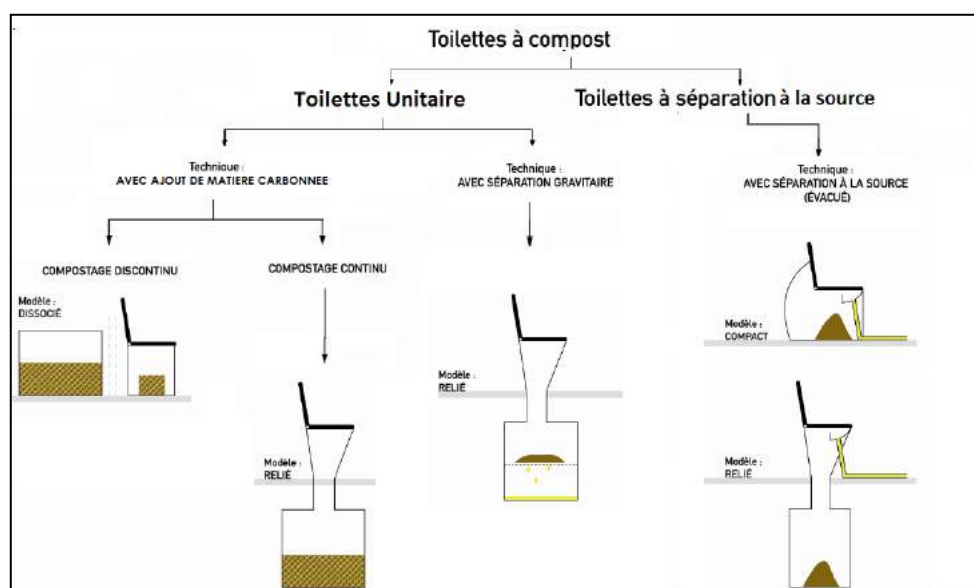 Toilettes à compost
Toilettes Unitaire
Toilettes à séparation à la source
Technique :
AVEC AJOUT DE MATIERE CARBONNEE
Technique :
AVEC SÉPARATION GRAVITAIRE
Technique :
AVEC SÉPARATION À LA SOURCE
(ÉVACUÉ)
COMPOSTAGE DISCONTINU
COMPOSTAGE CONTINU
Modèle :
DISSOCIÉ
Modèle :
RELIÉ
Modèle :
RELIÉ
Modèle :
COMPACT
Modèle :
RELIÉ